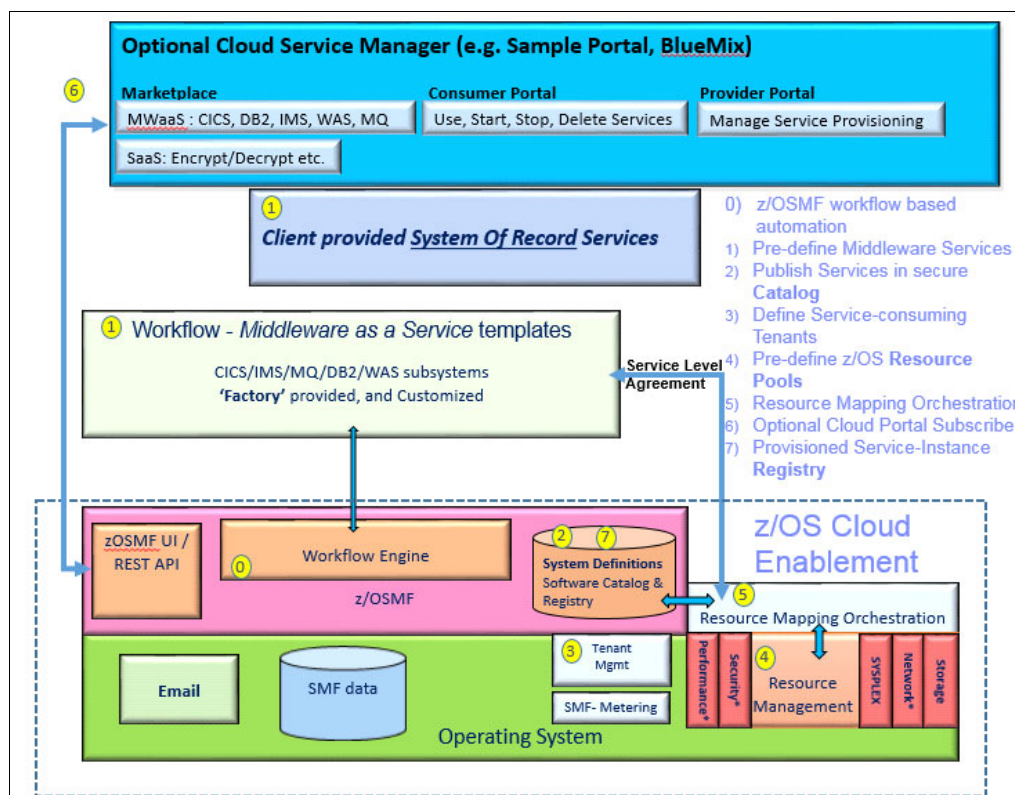 Optional Cloud Service Manager (e.g. Sample Portal, BlueMix)
6
Marketplace
MWaaS : CICS, DB2, IMS, WAS, MQ
SaaS: Encrypt/Decrypt etc.
Consumer Portal
Use, Start, Stop, Delete Services
Provider Portal
Manage Service Provisioning
1
Client provided System Of Record Services
0) z/OSMF workflow based
automation
1) Pre-define Middleware Services
2) Publish Services in secure
Catalog
3) Define Service-consuming
Tenants
4) Pre-define z/OS Resource
Pools
5) Resource Mapping Orchestration
6) Optional Cloud Portal Subscribe
7) Provisioned Service-Instance
Registry
1 Workflow - Middleware as a Service templates
CICS/IMS/MQ/DB2/WAS subsystems
‘Factory’ provided, and Customized
Service Level
Agreement
z/OS Cloud
Enablement
zOSMF UI /
REST API
Workflow Engine
0
z/OSMF
2 7
System Definitions
Software Catalog &
Registry
5
Resource Mapping Orchestration
Email
SMF data
3 Tenant
Mgmt
SMF- Metering
Performance*
Security*
4
Resource
Management
SYSPLEX
Network*
Storage
Operating System